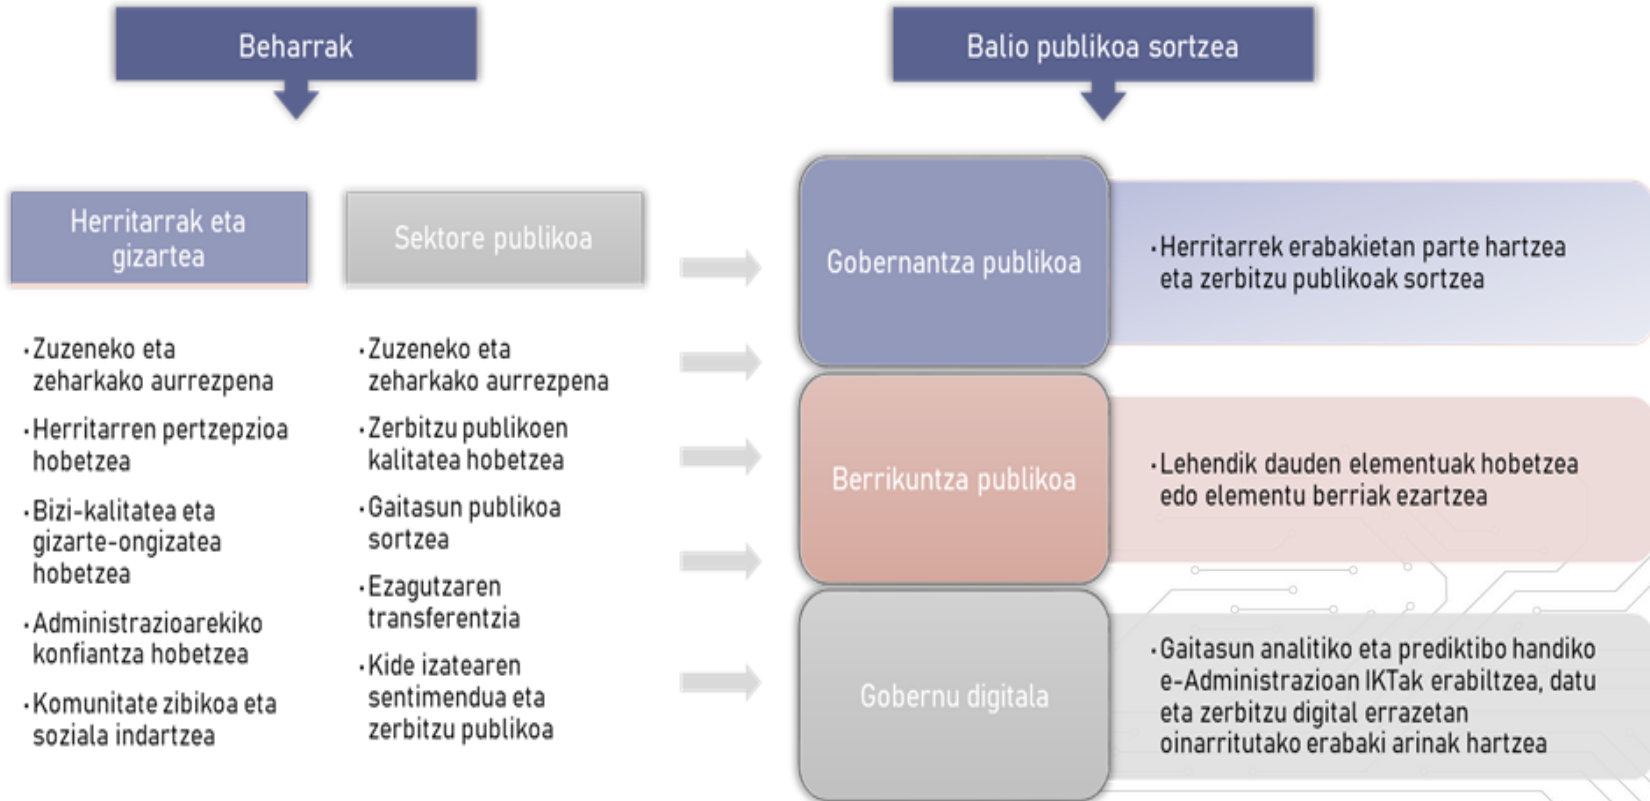 Beharrak
Balio publikoa sortzea
Herritarrak eta
gizartea
Sektore publikoa
· Zuzeneko eta
zeharkako aurrezpena
· Herritarren pertzepzioa
hobetzea
· Bizi-kalitatea eta
gizarte-ongizatea
hobetzea
· Administrazioarekiko
konfiantza hobetzea
· Komunitate zibikoa eta
soziala indartzea
· Zuzeneko eta
zeharkako aurrezpena
· Zerbitzu publikoen
kalitatea hobetzea
· Gaitasun publikoa
sortzea
· Ezagutzaren
transferentzia
· Kide izatearen
sentimendua eta
zerbitzu publikoa
Gobernantza publikoa
· Herritarrek erabakietan parte hartzea
eta zerbitzu publikoak sortzea
Berrikuntza publikoa
· Lehendik dauden elementuak hobetzea
edo elementu berriak ezartzea
Gobernu digitala
· Gaitasun analitiko eta prediktibo handiko
e-Administrazioan IKTak erabiltzea, datu
eta zerbitzu digital errazetan
oinarritutako erabaki arinak hartzea